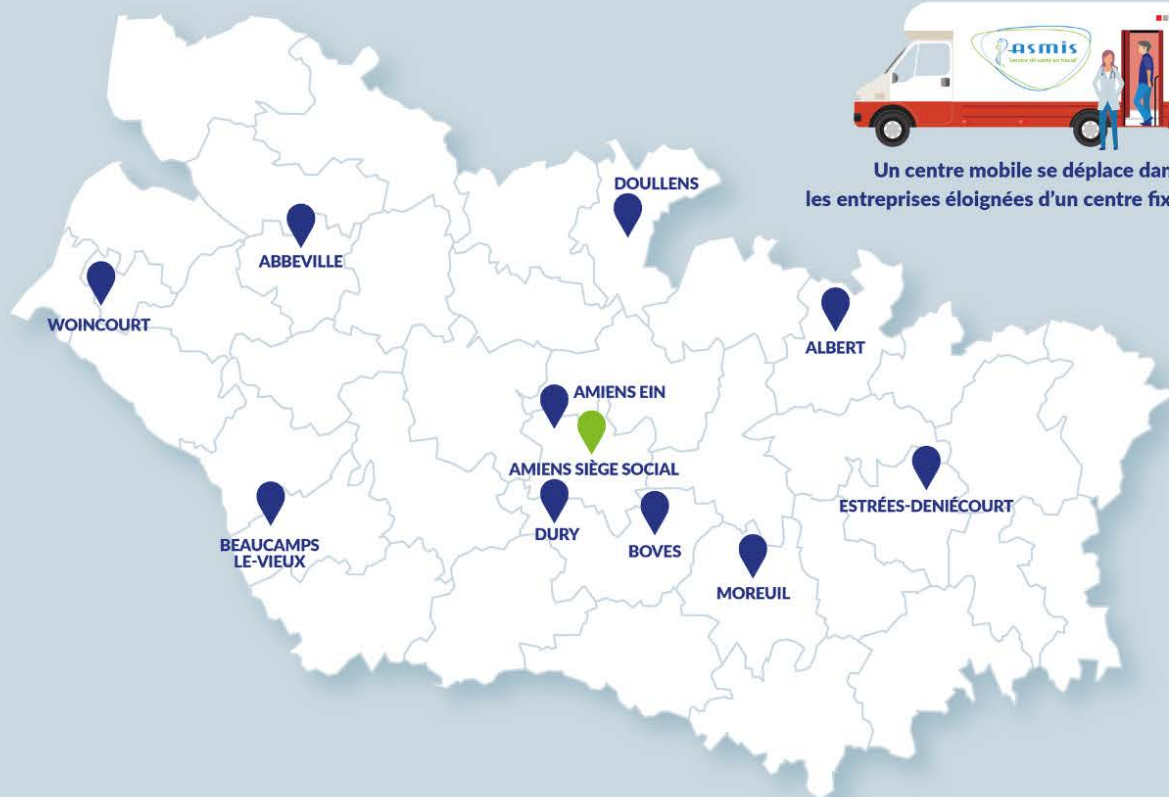 asmis
Service de santé au travail
Un centre mobile se déplace dan
les entreprises éloignées d'un centre fix
DOULLENS
ABBEVILLE
WOINCOURT
ALBERT
AMIENS EIN
AMIENS SIÈGE SOCIAL
ESTRÉES-DENIÉCOURT
DURY
BOVES
BEAUCAMPS
LE-VIEUX
MOREUIL